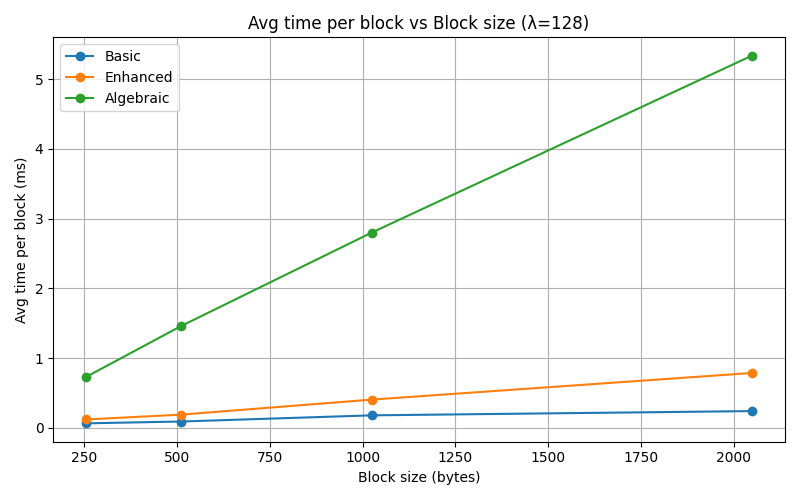 Avg time per block vs Block size (λ=128)
Basic
Enhanced
Algebraic
Avg time per block (ms)
5
4
3
2
1
0
250 500 750 1000 1250 1500 1750 2000
Block size (bytes)